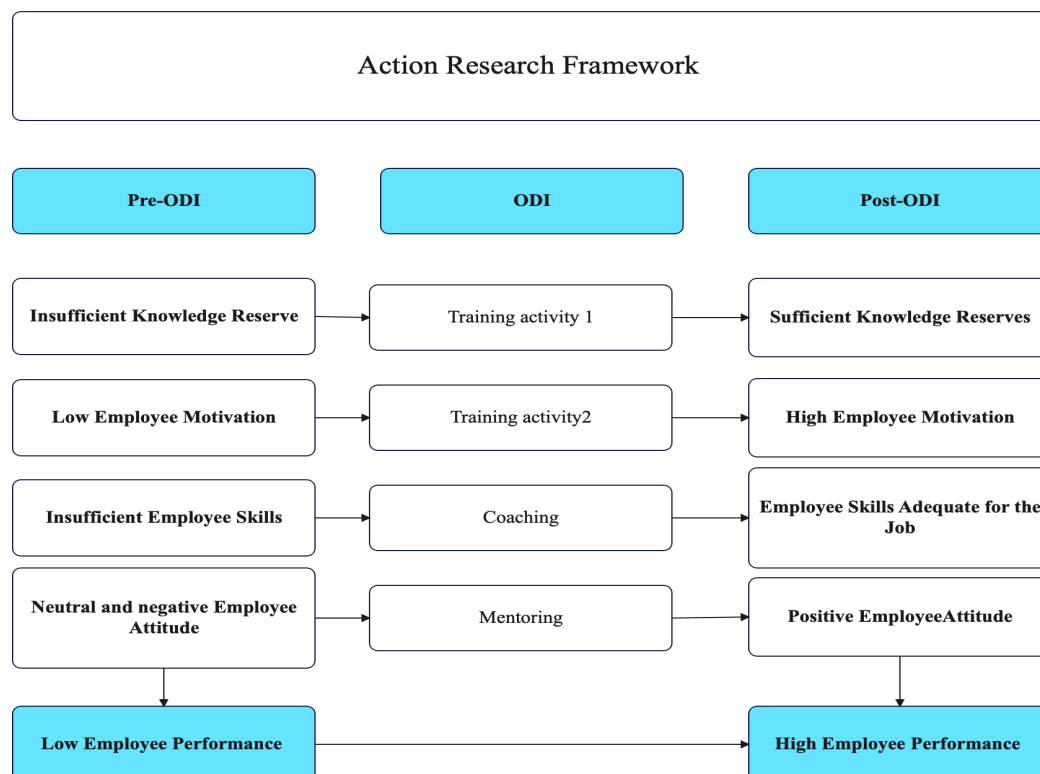 Action Research Framework
Pre-ODI
ODI
Post-ODI
Insufficient Knowledge Reserve
Training activity 1
Sufficient Knowledge Reserves
Low Employee Motivation
Training activity2
High Employee Motivation
Insufficient Employee Skills
Coaching
Employee Skills Adequate for the
Job
Neutral and negative Employee
Attitude
Mentoring
Positive EmployeeAttitude
Low Employee Performance
High Employee Performance